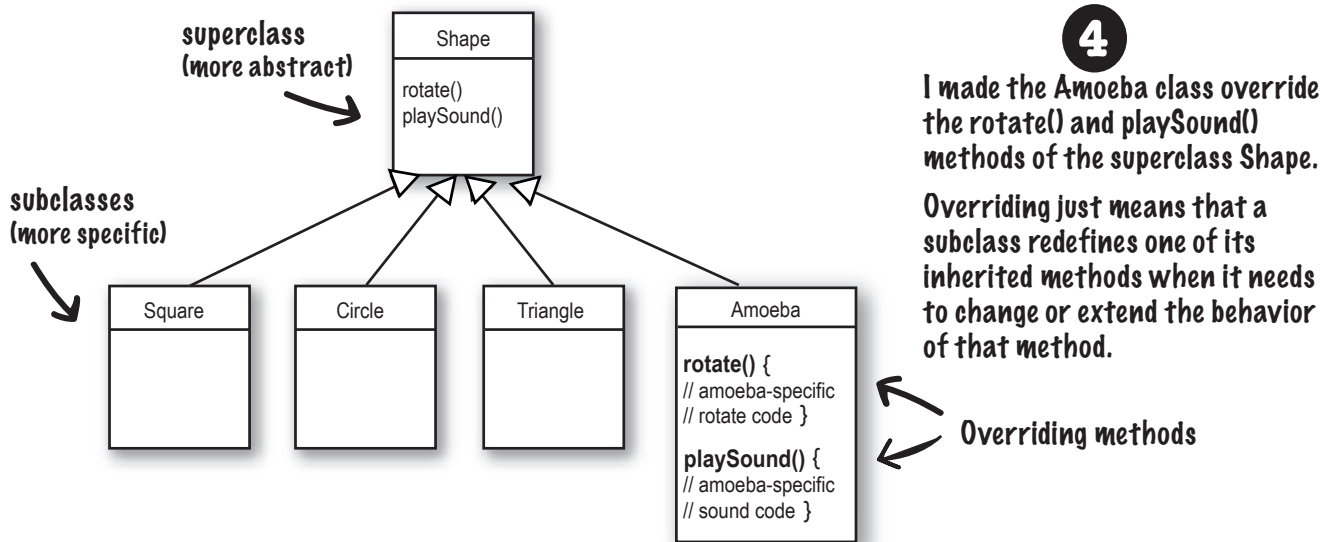 superclass
(more abstract)
Shape
rotate()
playSound()
4
I made the Amoeba class override
the rotate() and playSound()
methods of the superclass Shape.
Overriding just means that a
subclass redefines one of its
inherited methods when it needs
to change or extend the behavior
of that method.
subclasses
(more specific)
Square
Circle
Triangle
Amoeba
rotate() {
// amoeba-specific
// rotate code }
playSound() {
// amoeba-specific
// sound code }
Overriding methods